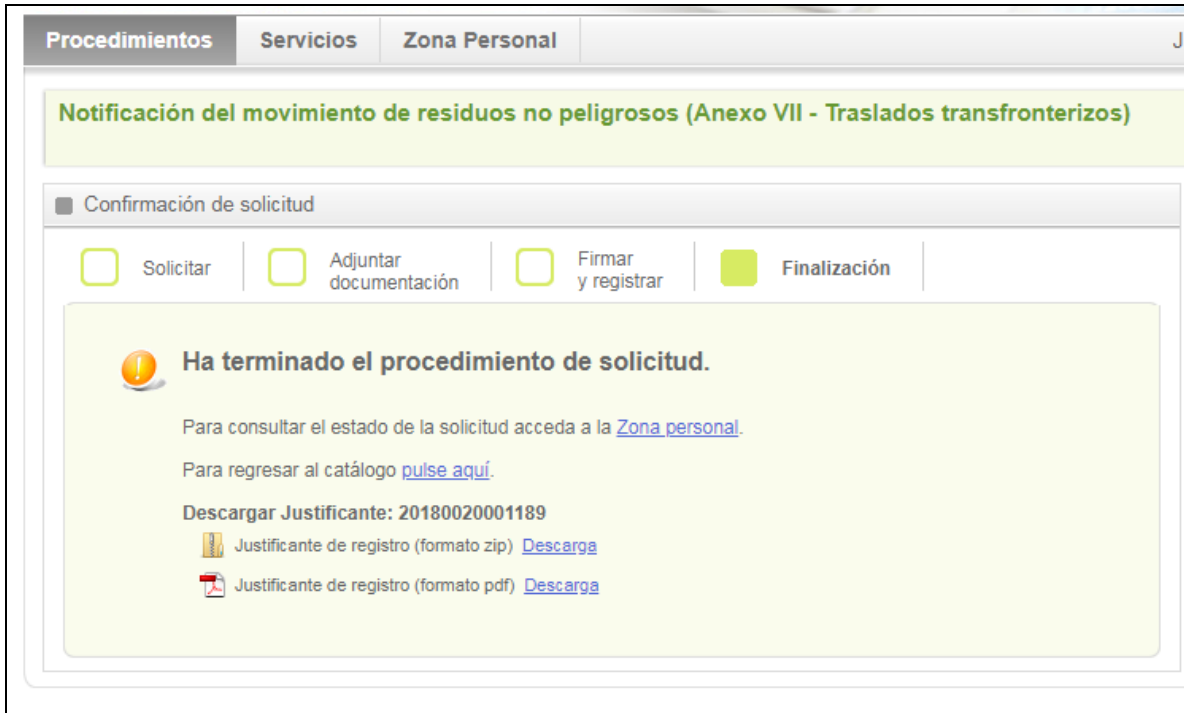 Procedimientos Servicios Zona Personal J
Notificación del movimiento de residuos no peligrosos (Anexo VII - Traslados transfronterizos)
Confirmación de solicitud
Solicitar
Adjuntar
documentación
Firmar
y registrar
Finalización
Ha terminado el procedimiento de solicitud.
Para consultar el estado de la solicitud acceda a la Zona personal.
Para regresar al catálogo pulse aquí.
Descargar Justificante: 20180020001189
Justificante de registro (formato zip) Descarga
Justificante de registro (formato pdf) Descarga